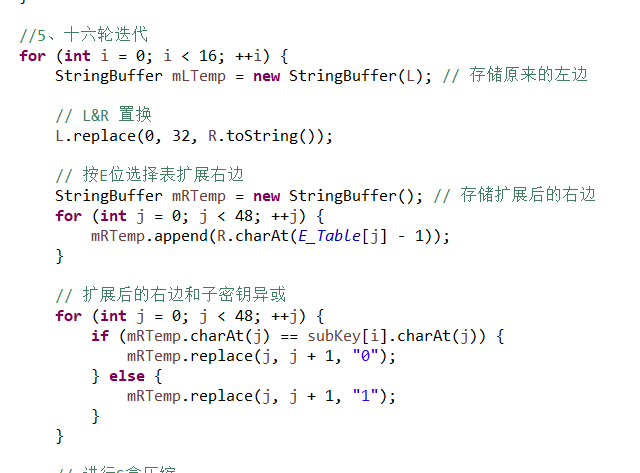 //5、十六轮迭代
for (int i = 0; i < 16; ++i) {
StringBuffer mLTemp = new StringBuffer(L); // 存储原来的左边
// L&R 置换
L.replace(0, 32, R.toString());
// 按E位选择表扩展右边
StringBuffer mRTemp = new StringBuffer(); // 存储扩展后的右边
for (int j = 0; j < 48; ++j) {
mRTemp.append(R.charAt(E_Table[j] - 1));
}
// 扩展后的右边和子密钥异或
for (int j = 0; j < 48; ++j) {
if (mRTemp.charAt(j) == subKey[i].charAt(j)) {
mRTemp.replace(j, j + 1, "0");
} else {
mRTemp.replace(j, j + 1, "1");
}
}